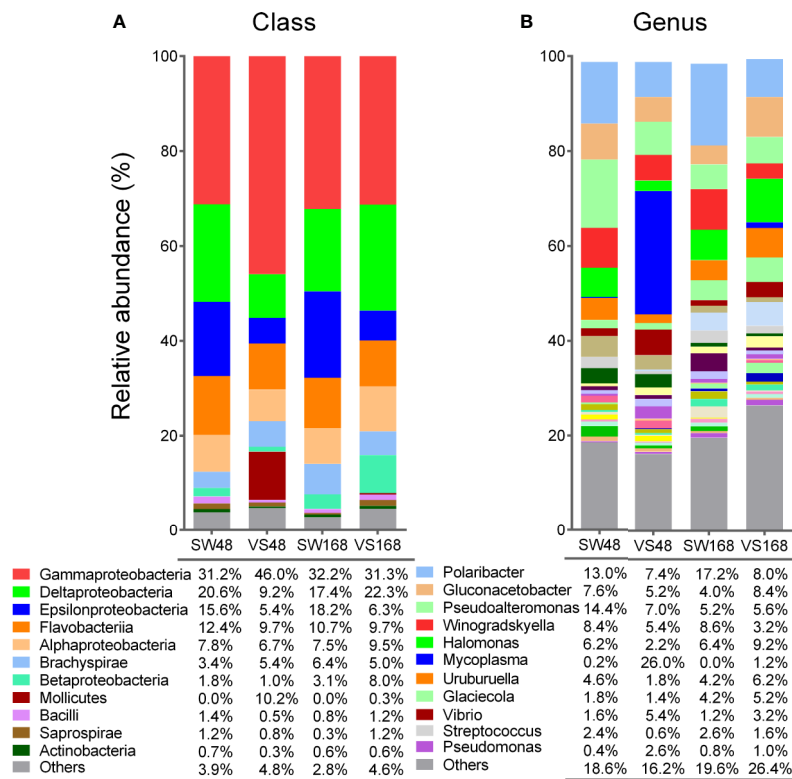 A Class
B Genus
Relative abundance (%)
100
80
60
40
20
0
SW48 VS48 SW168 VS168
Gammaproteobacteria 31.2% 46.0% 32.2% 31.3%
Deltaproteobacteria 20.6% 9.2% 17.4% 22.3%
Epsilonproteobacteria 15.6% 5.4% 18.2% 6.3%
Flavobacteriia 12.4% 9.7% 10.7% 9.7%
Alphaproteobacteria 7.8% 6.7% 7.5% 9.5%
Brachyspirae 3.4% 5.4% 6.4% 5.0%
Betaproteobacteria 1.8% 1.0% 3.1% 8.0%
Mollicutes 0.0% 10.2% 0.0% 0.3%
Bacilli 1.4% 0.5% 0.8% 1.2%
Saprospirae 1.2% 0.8% 0.3% 1.2%
Actinobacteria 0.7% 0.3% 0.6% 0.6%
Others 3.9% 4.8% 2.8% 4.6%
100
80
60
40
20
0
SW48 VS48 SW168 VS168
Polaribacter 13.0% 7.4% 17.2% 8.0%
Gluconacetobacter 7.6% 5.2% 4.0% 8.4%
Pseudoalteromonas 14.4% 7.0% 5.2% 5.6%
Winogradskyella 8.4% 5.4% 8.6% 3.2%
Halomonas 6.2% 2.2% 6.4% 9.2%
Mycoplasma 0.2% 26.0% 0.0% 1.2%
Uruburuella 4.6% 1.8% 4.2% 6.2%
Glaciecola 1.8% 1.4% 4.2% 5.2%
Vibrio 1.6% 5.4% 1.2% 3.2%
Streptococcus 2.4% 0.6% 2.6% 1.6%
Pseudomonas 0.4% 2.6% 0.8% 1.0%
Others 18.6% 16.2% 19.6% 26.4%